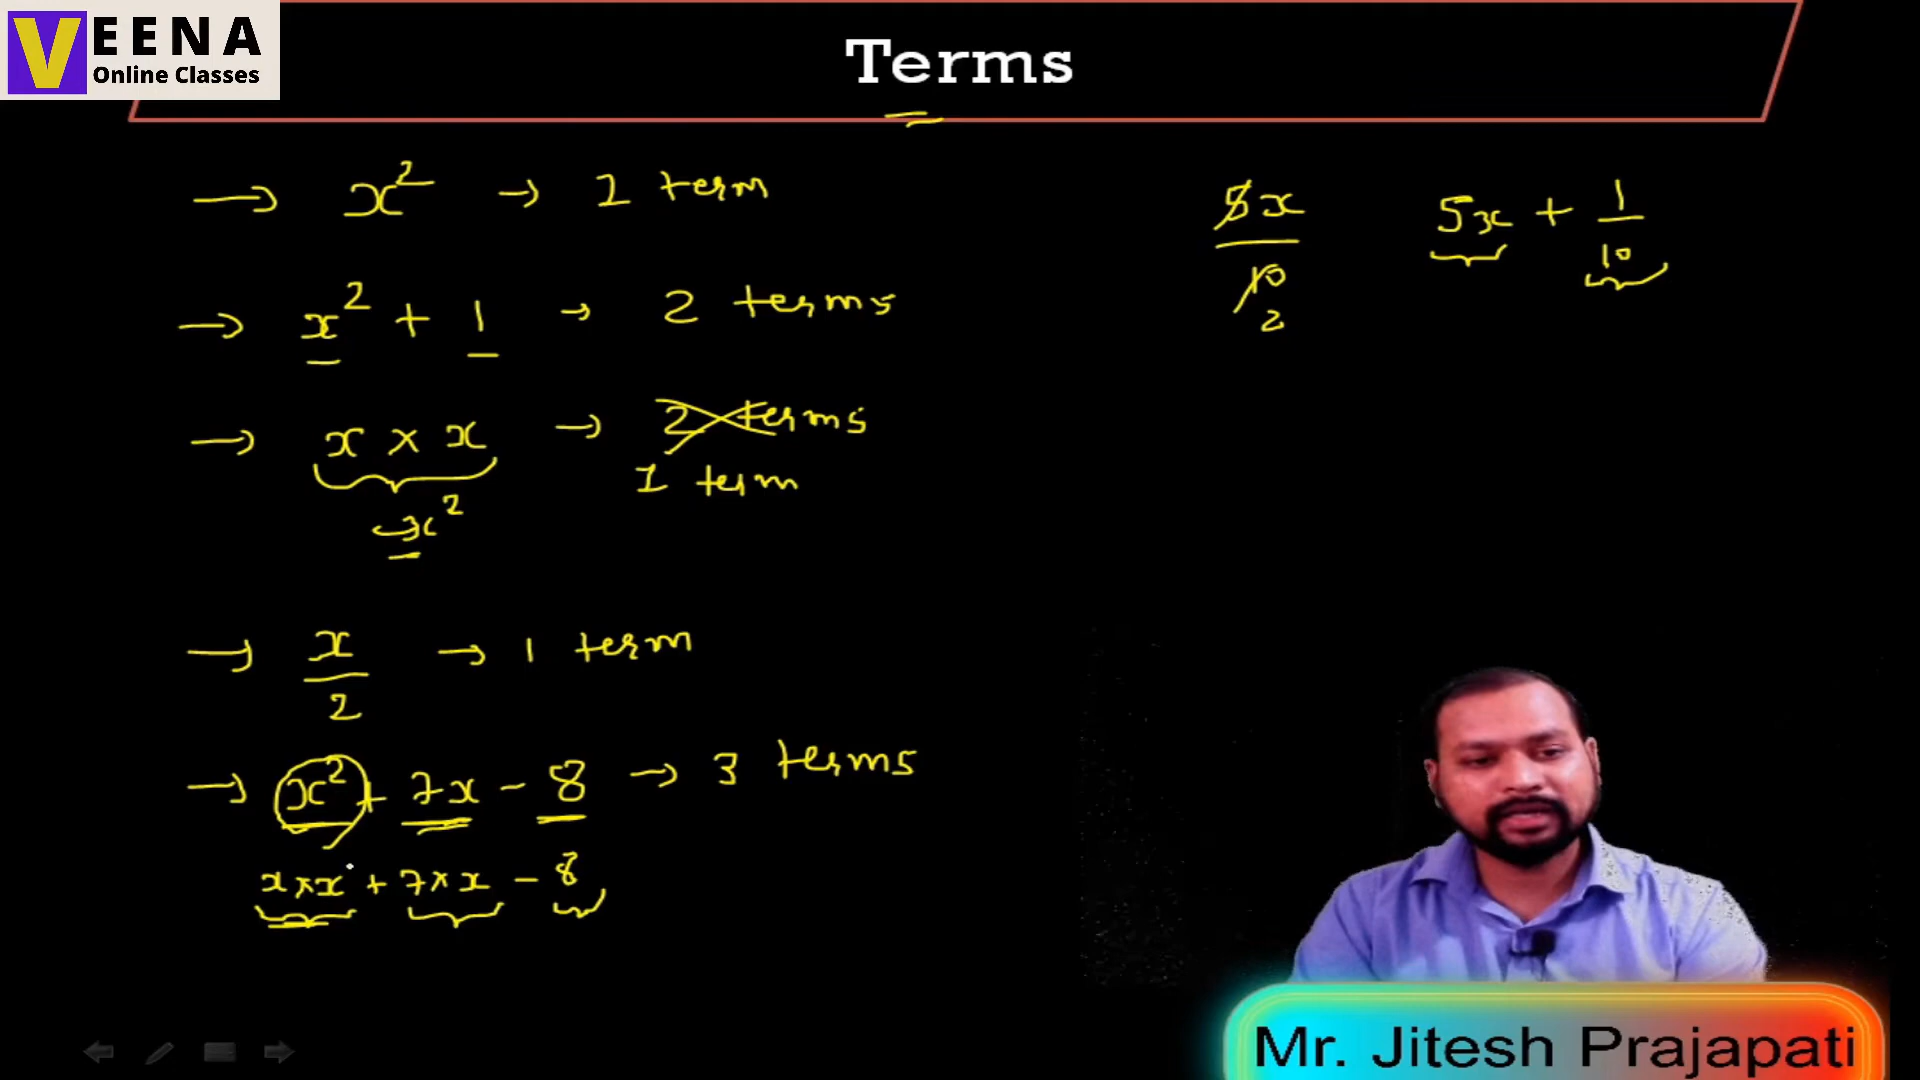 VEENA
Online Classes
Terms
→ x² → 1 term
→ x² + 1 → 2 terms
→ x × x → 2 terms
1 term
→ x²
→ x/2 → 1 term
→ x² + 7x - 8 → 3 terms
x × x + 7 × x - 8
5x/10
2
5x + 1/10
Mr. Jitesh Prajapati